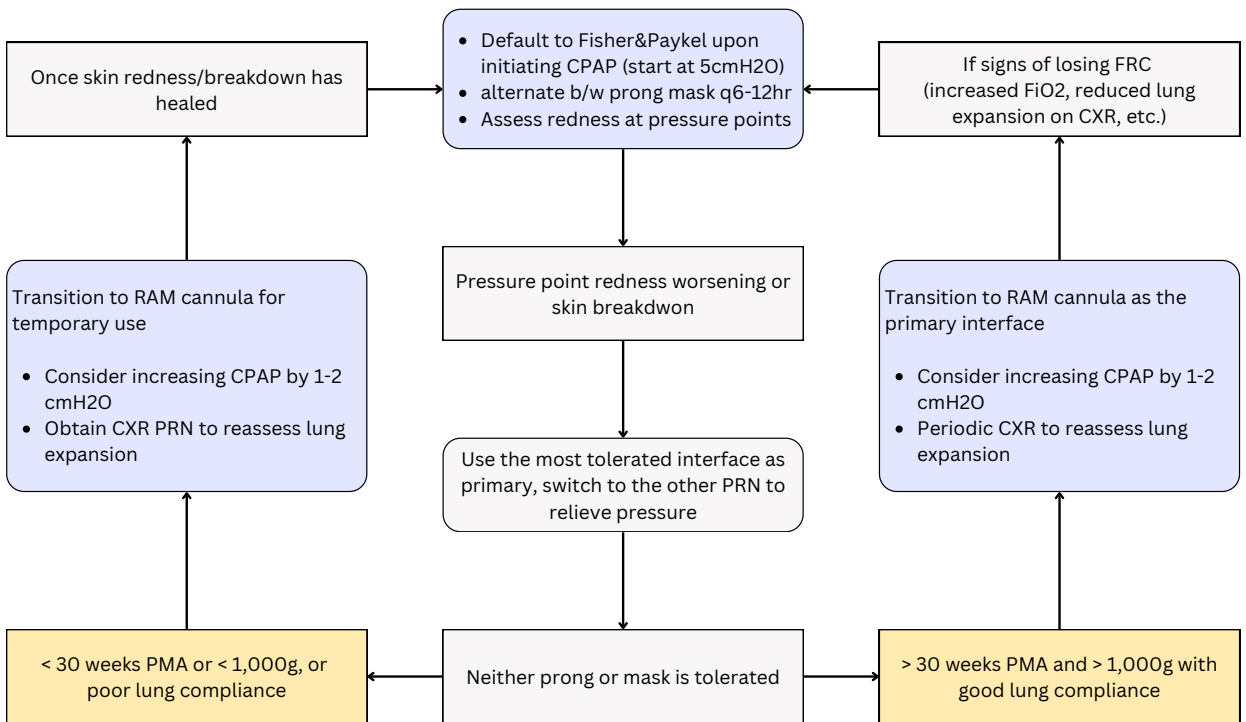 Once skin redness/breakdown has
healed
• Default to Fisher&Paykel upon
initiating CPAP (start at 5cmH2O)
• alternate b/w prong mask q6-12hr
• Assess redness at pressure points
If signs of losing FRC
(increased FiO2, reduced lung
expansion on CXR, etc.)
Transition to RAM cannula for
temporary use
• Consider increasing CPAP by 1-2
cmH2O
• Obtain CXR PRN to reassess lung
expansion
Pressure point redness worsening or
skin breakdwon
Transition to RAM cannula as the
primary interface
• Consider increasing CPAP by 1-2
cmH2O
• Periodic CXR to reassess lung
expansion
Use the most tolerated interface as
primary, switch to the other PRN to
relieve pressure
< 30 weeks PMA or < 1,000g, or
poor lung compliance
Neither prong or mask is tolerated
> 30 weeks PMA and > 1,000g with
good lung compliance